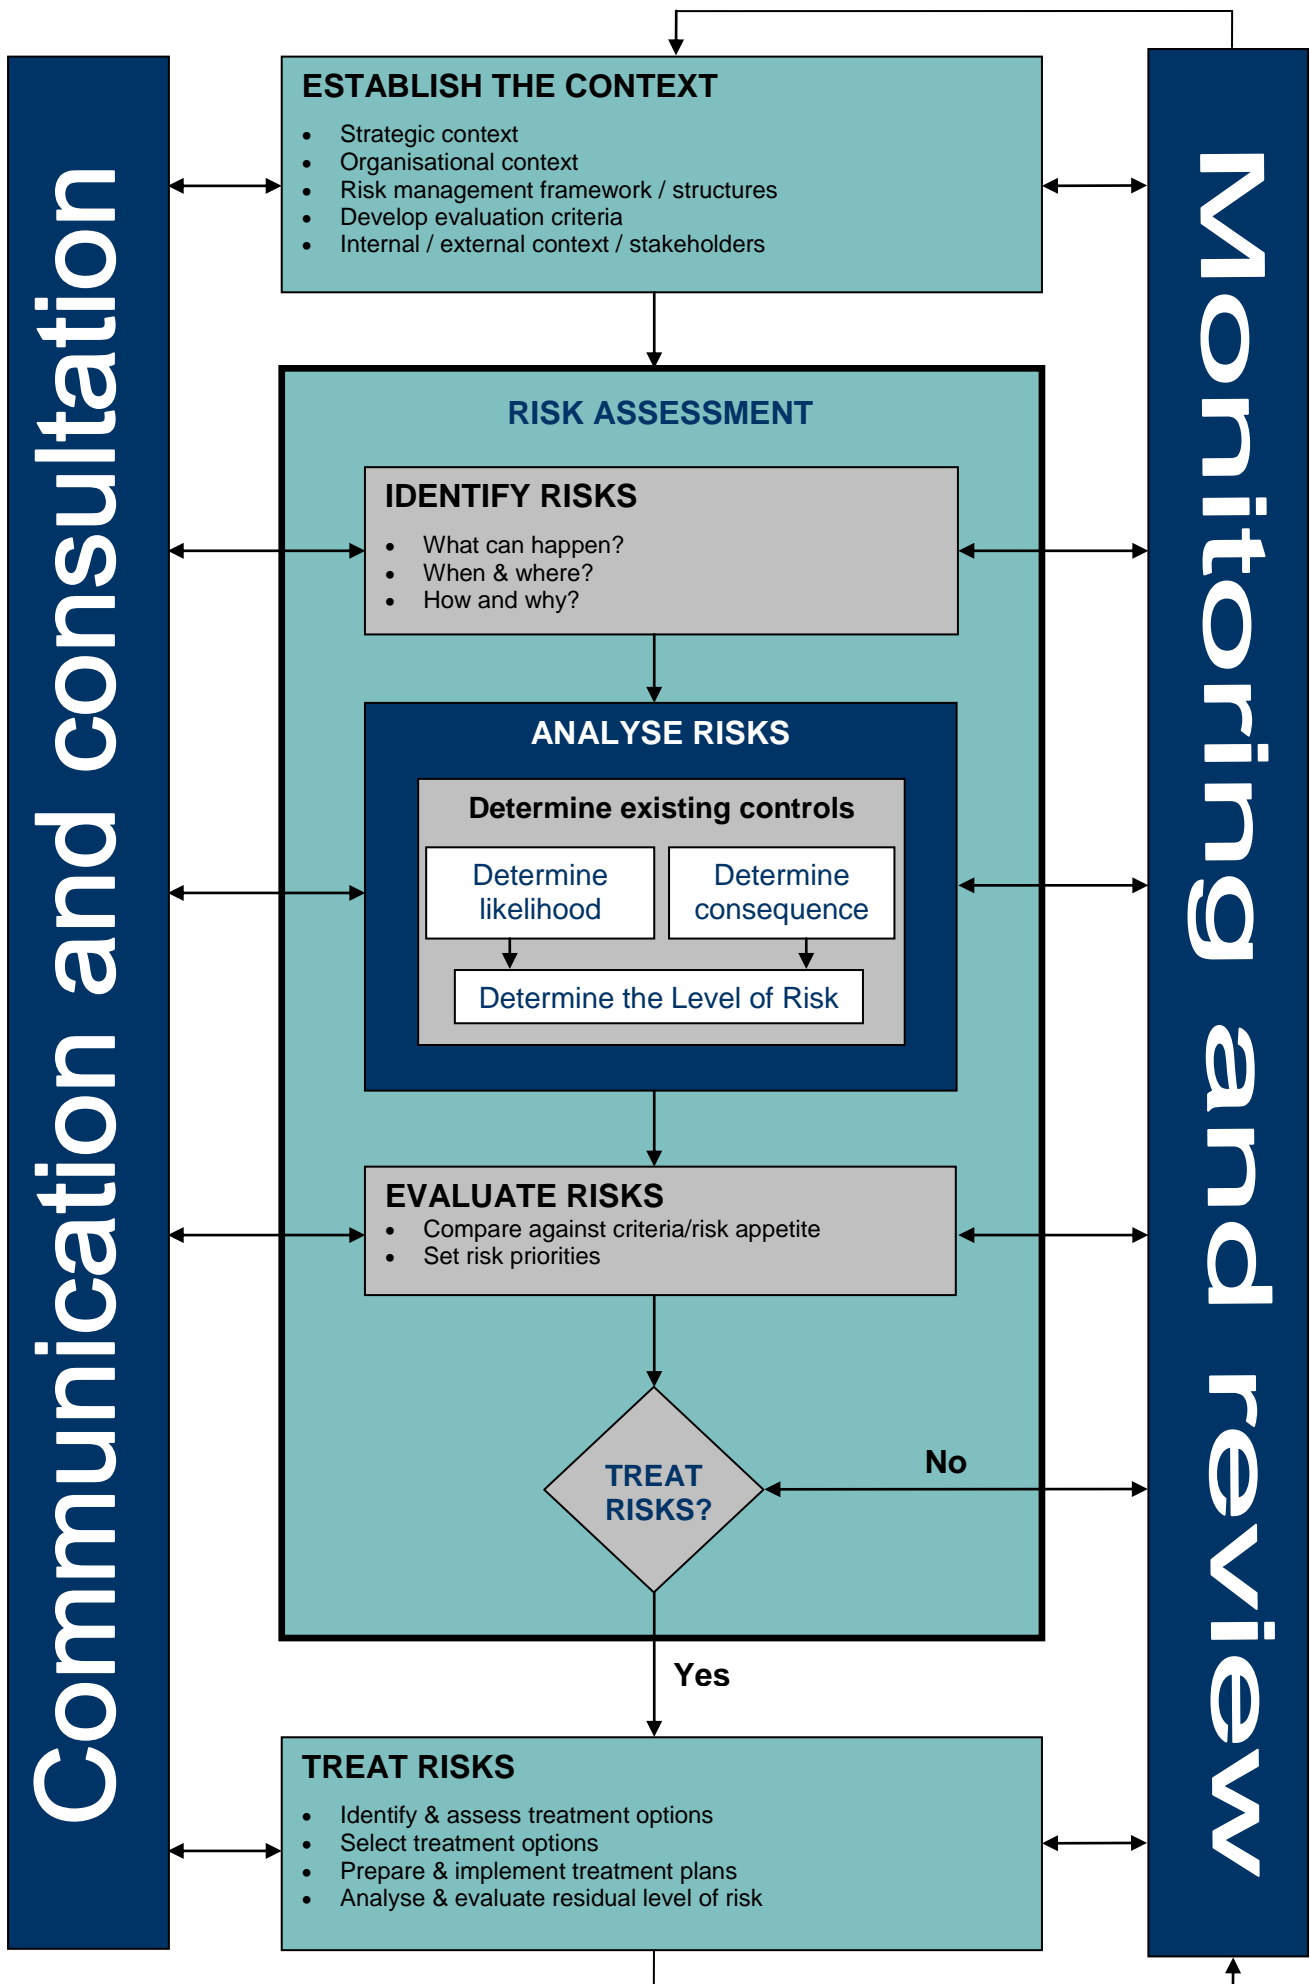 Communication and consultation
ESTABLISH THE CONTEXT
• Strategic context
• Organisational context
• Risk management framework / structures
• Develop evaluation criteria
• Internal / external context / stakeholders
RISK ASSESSMENT
IDENTIFY RISKS
• What can happen?
• When & where?
• How and why?
ANALYSE RISKS
Determine existing controls
Determine
likelihood
Determine
consequence
Determine the Level of Risk
EVALUATE RISKS
• Compare against criteria/risk appetite
• Set risk priorities
TREAT
RISKS?
No
Yes
TREAT RISKS
• Identify & assess treatment options
• Select treatment options
• Prepare & implement treatment plans
• Analyse & evaluate residual level of risk
Monitoring and review